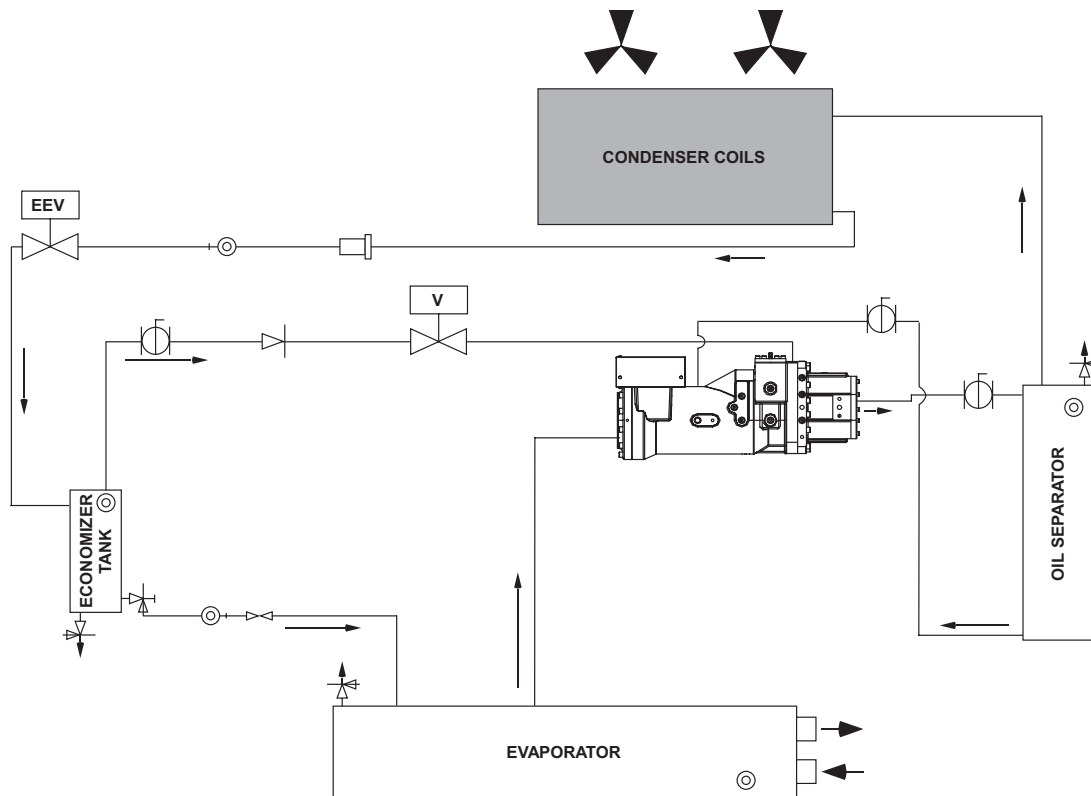 CONDENSER COILS
EEV
V
ECONOMIZER
TANK
OIL SEPARATOR
EVAPORATOR